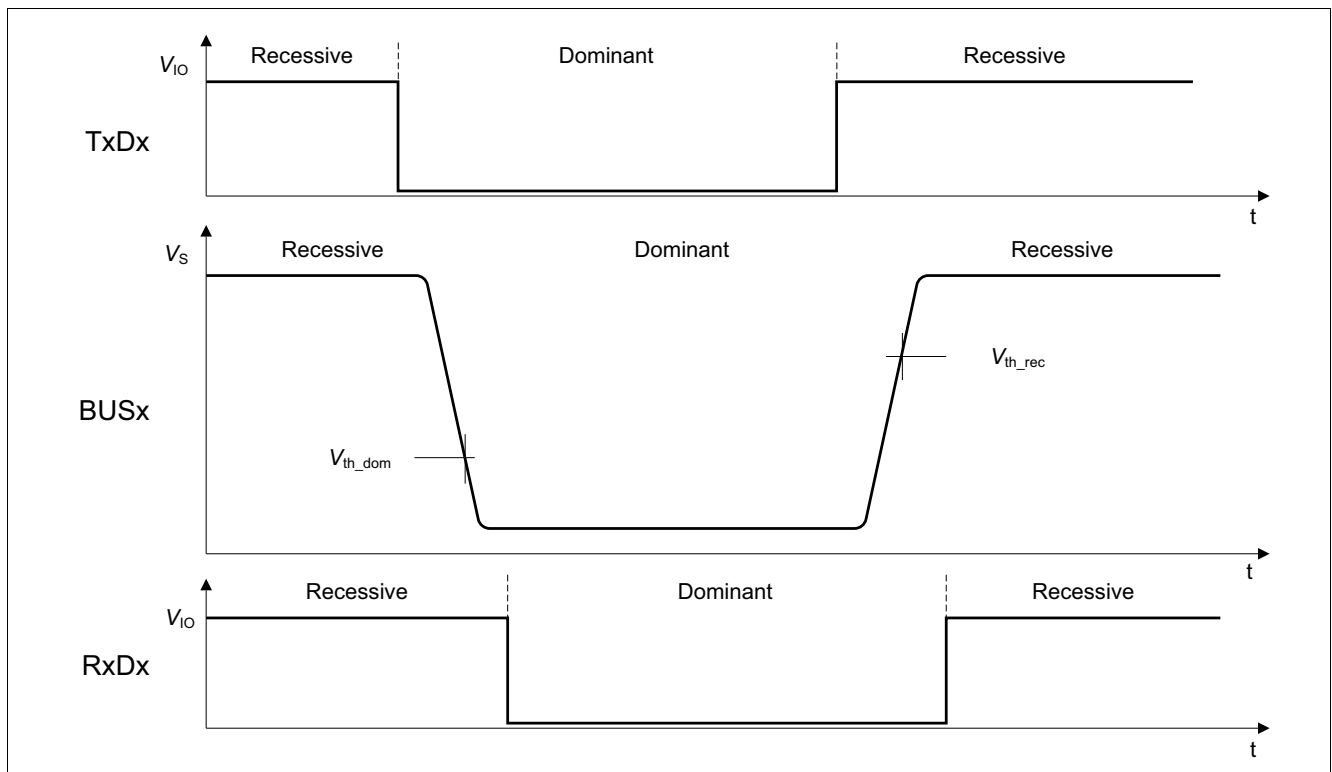 Recessive Dominant Recessive
VIO
TxDx
t
Recessive Dominant Recessive
VS
Vth_rec
BUSx
Vth_dom
t
Recessive Dominant Recessive
VIO
RxDx
t